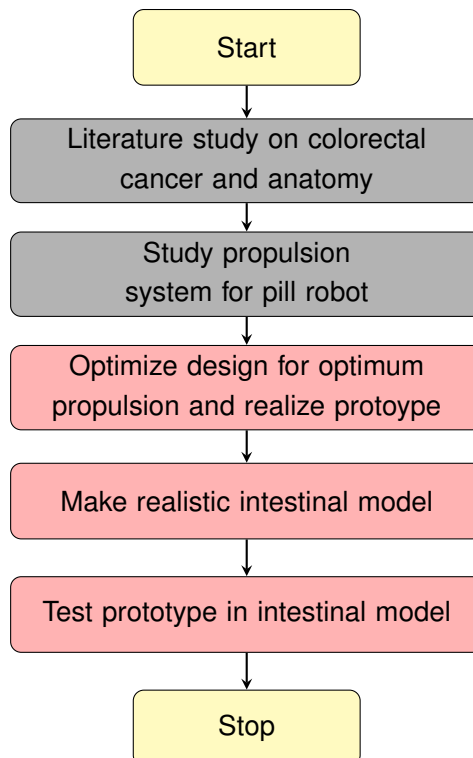 Start
Literature study on colorectal
cancer and anatomy
Study propulsion
system for pill robot
Optimize design for optimum
propulsion and realize protoype
Make realistic intestinal model
Test prototype in intestinal model
Stop